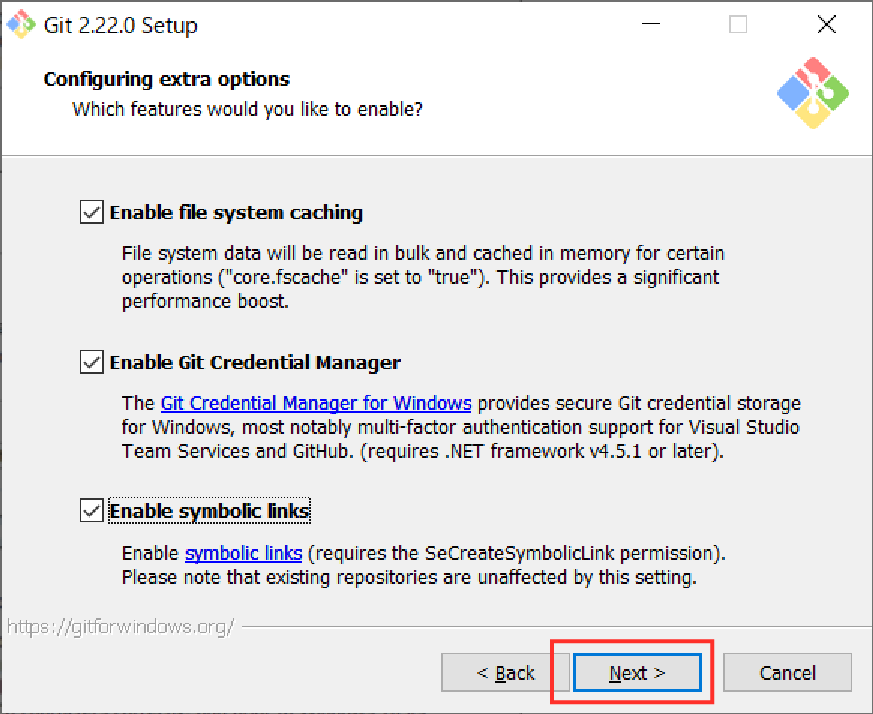 Git 2.22.0 Setup
Configuring extra options
Which features would you like to enable?
Enable file system caching
File system data will be read in bulk and cached in memory for certain
operations ("core.fscache" is set to "true"). This provides a significant
performance boost.
Enable Git Credential Manager
The Git Credential Manager for Windows provides secure Git credential storage
for Windows, most notably multi-factor authentication support for Visual Studio
Team Services and GitHub. (requires .NET framework v4.5.1 or later).
Enable symbolic links
Enable symbolic links (requires the SeCreateSymbolicLink permission).
Please note that existing repositories are unaffected by this setting.
https://gitforwindows.org/
< Back Next > Cancel